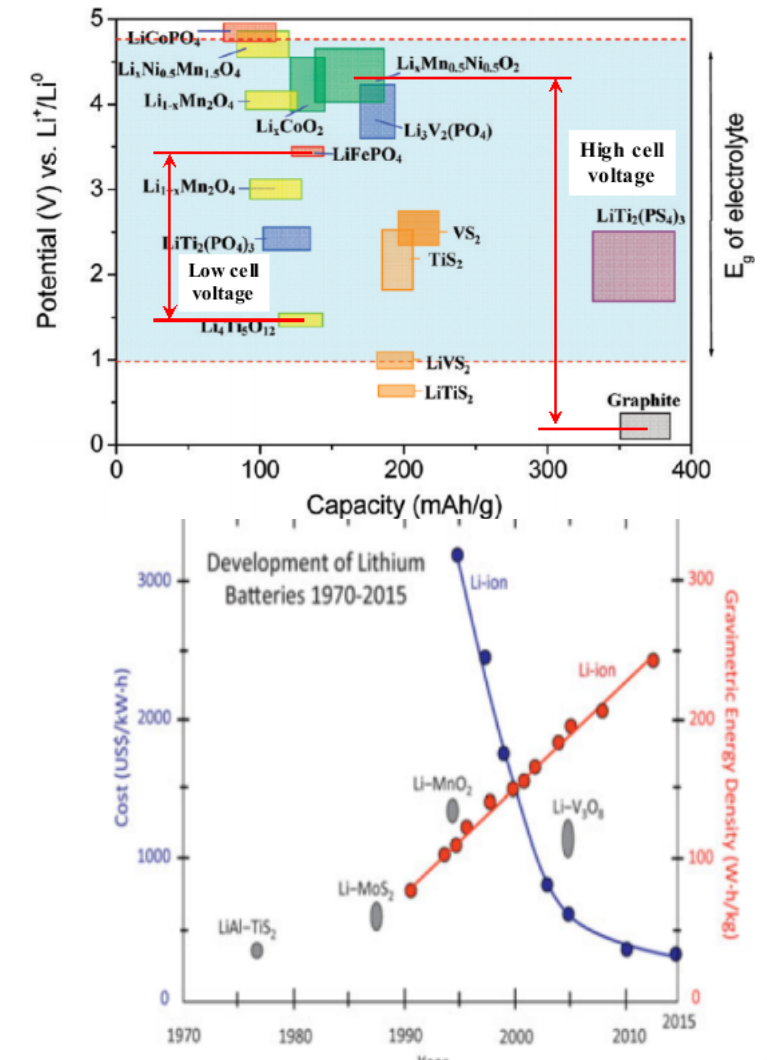 5
LiCoPO₄
LiₓNi₀.₅Mn₁.₅O₄
LiₓMn₀.₅Ni₀.₅O₂
4
Li₁₋ₓMn₂O₄
LiₓCoO₂
Li₃V₂(PO₄)
LiFePO₄
High cell
voltage
3
Li₁₋ₓMn₂O₄
LiTi₂(PS₄)₃
VS₂
LiTi₂(PO₄)₃
TiS₂
2
Low cell
voltage
Li₄Ti₅O₁₂
1
LiVS₂
LiTiS₂
Graphite
0
Potential (V) vs. Li⁺/Li⁰
E_g of electrolyte
0 100 200 300 400
Capacity (mAh/g)
Development of Lithium
Batteries 1970-2015
3000
2000
1000
0
Cost (US$/kW-h)
Li-ion
Li-ion
Li–MnO₂
Li–V₃O₈
Li–MoS₂
LiAl–TiS₂
300
200
100
0
Gravimetric Energy Density (W-h/kg)
1970 1980 1990 2000 2010 2015